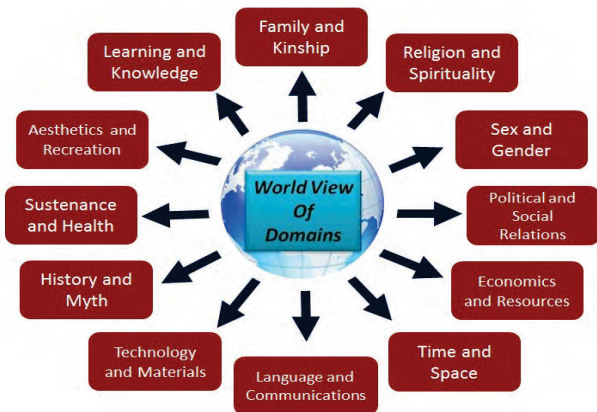 Family and
Kinship
Religion and
Spirituality
Sex and
Gender
Political and
Social
Relations
Economics
and Resources
Time and
Space
Language and
Communications
Technology
and Materials
History and
Myth
Sustenance
and Health
Aesthetics and
Recreation
Learning and
Knowledge
World View
Of
Domains